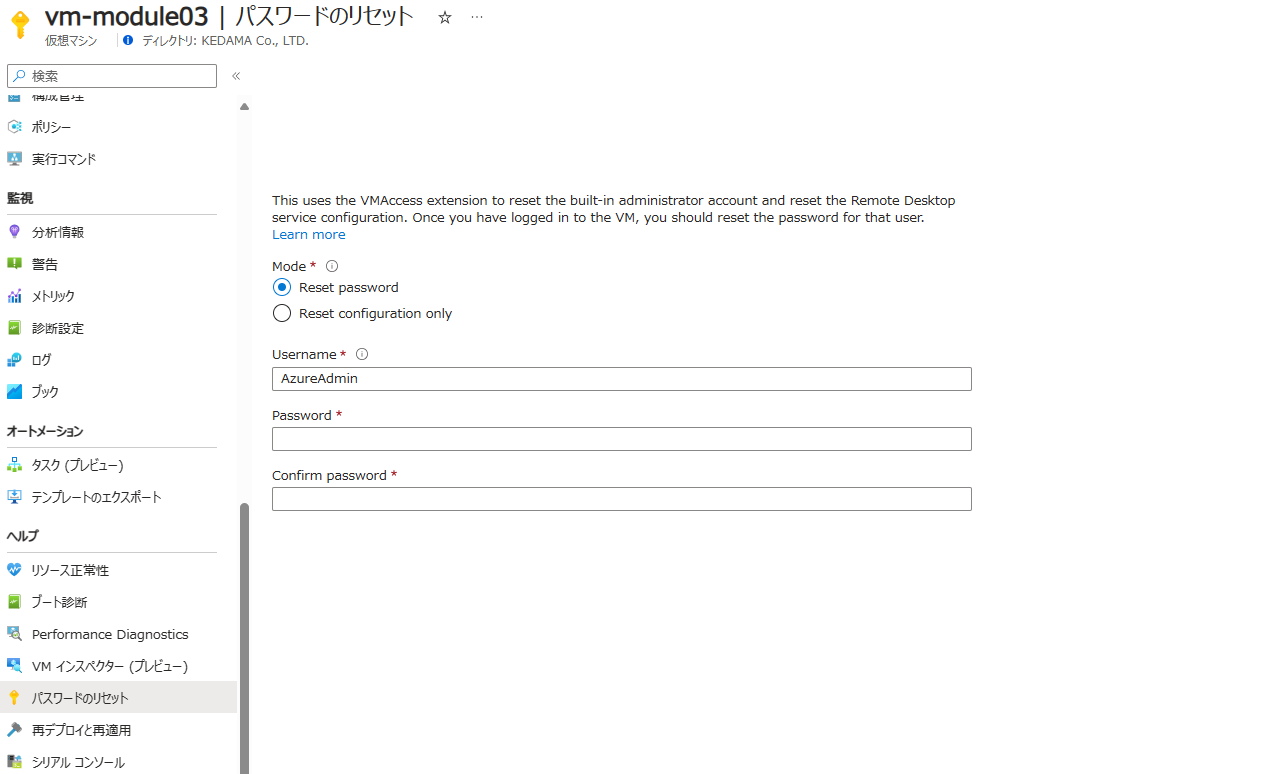 vm-module03 | パスワードのリセット
仮想マシン ディレクトリ: KEDAMA Co., LTD.
検索
構成管理
ポリシー
実行コマンド
監視
分析情報
警告
メトリック
診断設定
ログ
ブック
オートメーション
タスク (プレビュー)
テンプレートのエクスポート
ヘルプ
リソース正常性
ブート診断
Performance Diagnostics
VM インスペクター (プレビュー)
パスワードのリセット
再デプロイと再適用
シリアル コンソール
This uses the VMAccess extension to reset the built-in administrator account and reset the Remote Desktop
service configuration. Once you have logged in to the VM, you should reset the password for that user.
Learn more
Mode *
Reset password
Reset configuration only
Username *
AzureAdmin
Password *
Confirm password *